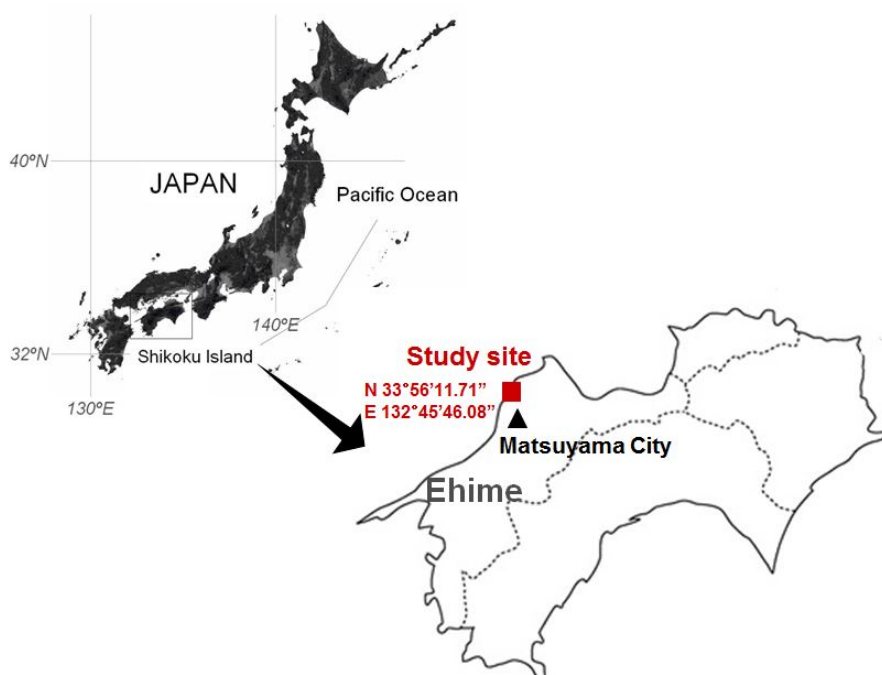 40ºN
JAPAN
Pacific Ocean
140ºE
32ºN
Shikoku Island
130ºE
Study site
N 33°56’11.71”
E 132°45’46.08”
Matsuyama City
Ehime